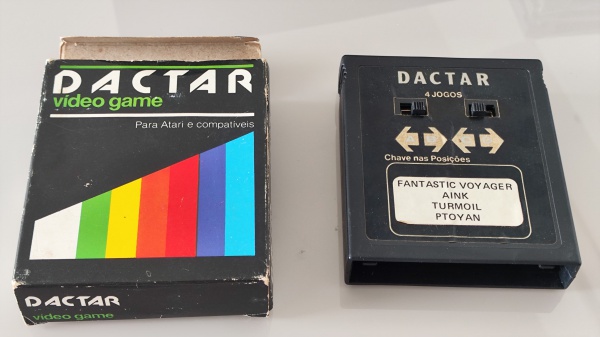 DACTAR
video game
Para Atari e compatíveis
DACTAR
video game
DACTAR
4 JOGOS
Chave nas Posições
FANTASTIC VOYAGER
AINK
TURMOIL
PTOYAN